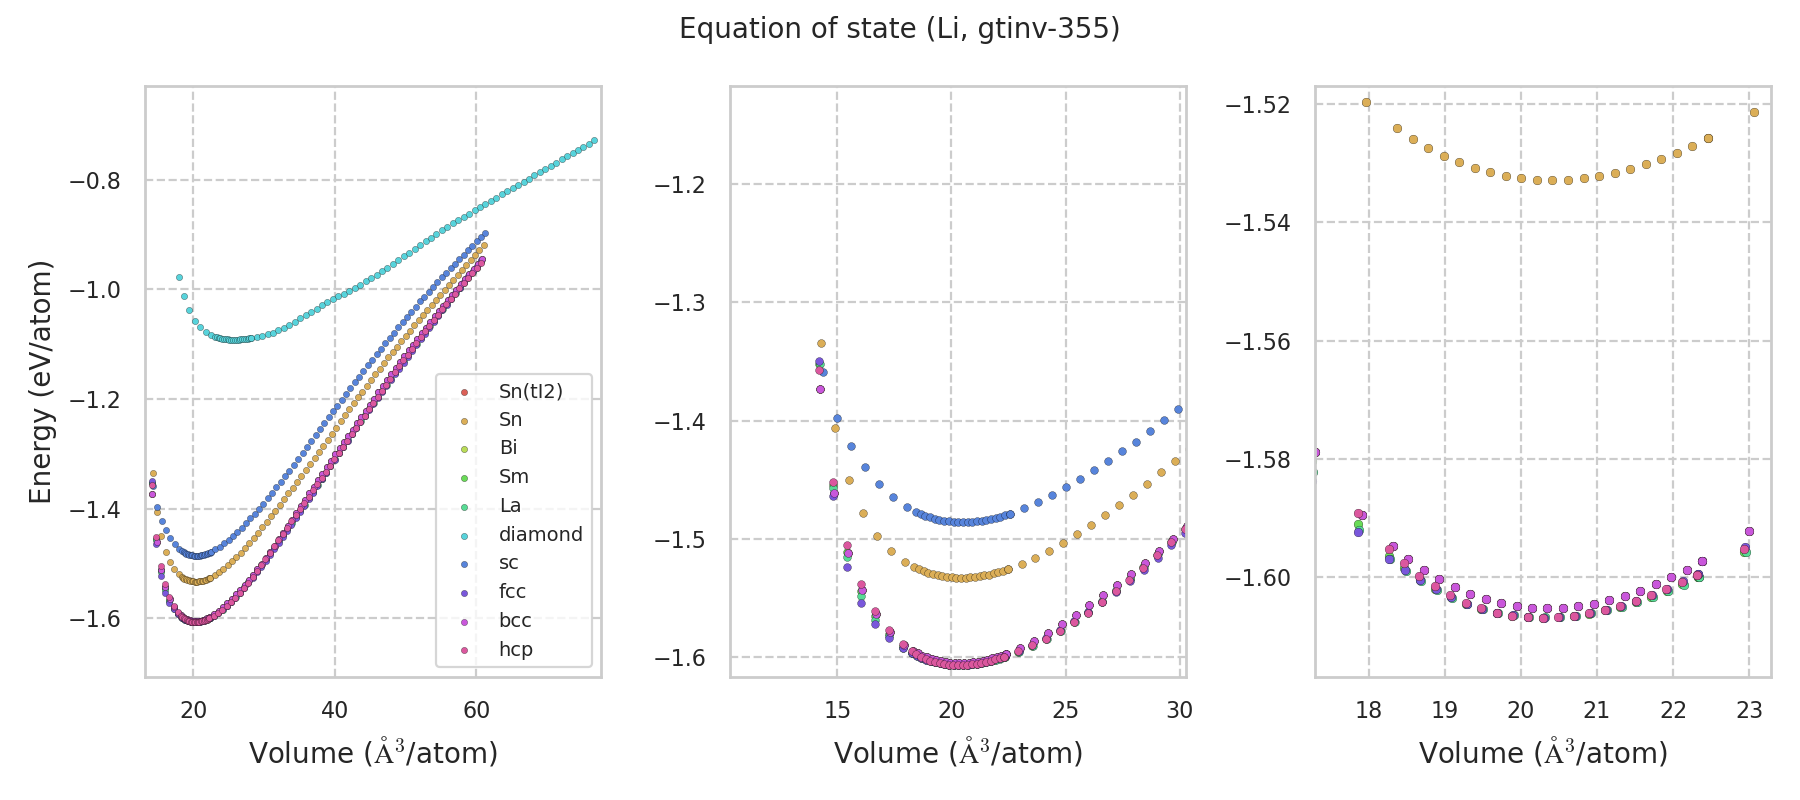 Equation of state (Li, gtinv-355)
Energy (eV/atom)
−0.8
−1.0
−1.2
−1.4
−1.6
20
40
60
Volume (Å³/atom)
Sn(tI2)
Sn
Bi
Sm
La
diamond
sc
fcc
bcc
hcp
−1.2
−1.3
−1.4
−1.5
−1.6
15
20
25
30
Volume (Å³/atom)
−1.52
−1.54
−1.56
−1.58
−1.60
18
19
20
21
22
23
Volume (Å³/atom)